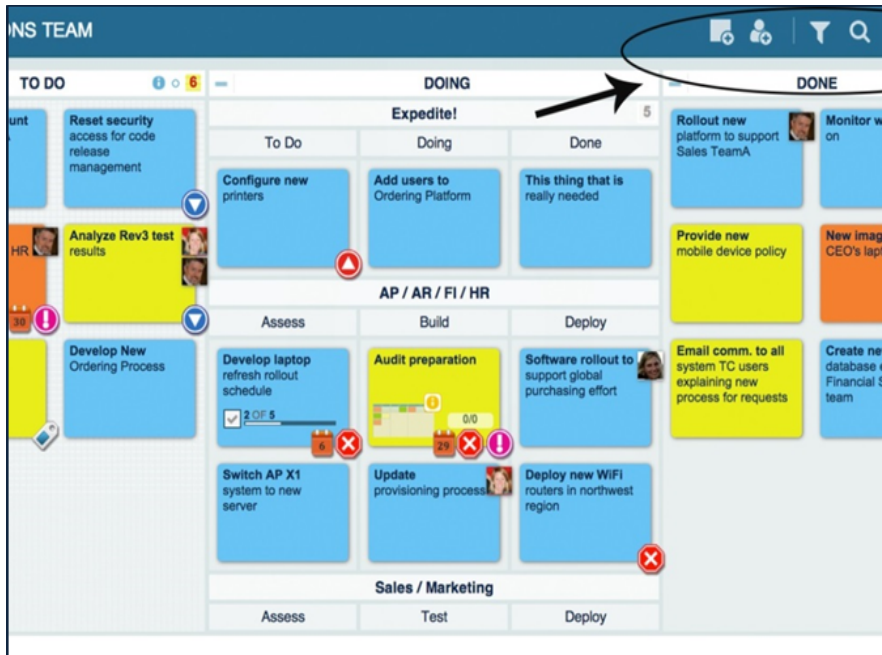 ONS TEAM
TO DO
6
DOING
DONE
unt
Reset security
access for code
release
management
HR
30
Analyze Rev3 test
results
Develop New
Ordering Process
Expedite!
5
To Do
Doing
Done
Configure new
printers
Add users to
Ordering Platform
This thing that is
really needed
AP / AR / FI / HR
Assess
Build
Deploy
Develop laptop
refresh rollout
schedule
2 OF 5
6
Audit preparation
0/0
29
Software rollout to
support global
purchasing effort
Switch AP X1
system to new
server
Update
provisioning process
Deploy new WiFi
routers in northwest
region
Sales / Marketing
Assess
Test
Deploy
Rollout new
platform to support
Sales TeamA
Monitor w
on
Provide new
mobile device policy
New imag
CEO's lapt
Email comm. to all
system TC users
explaining new
process for requests
Create ne
database e
Financial S
team